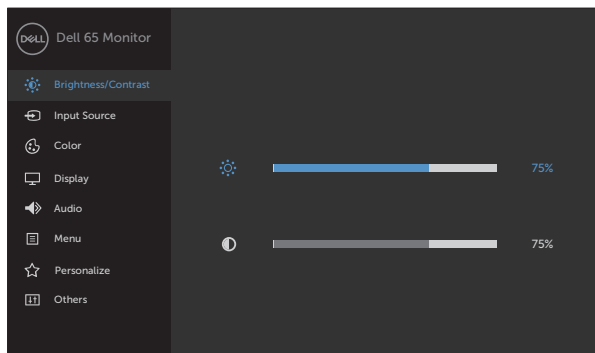 DELL
Dell 65 Monitor
Brightness/Contrast
Input Source
Color
Display
Audio
Menu
Personalize
Others
75%
75%